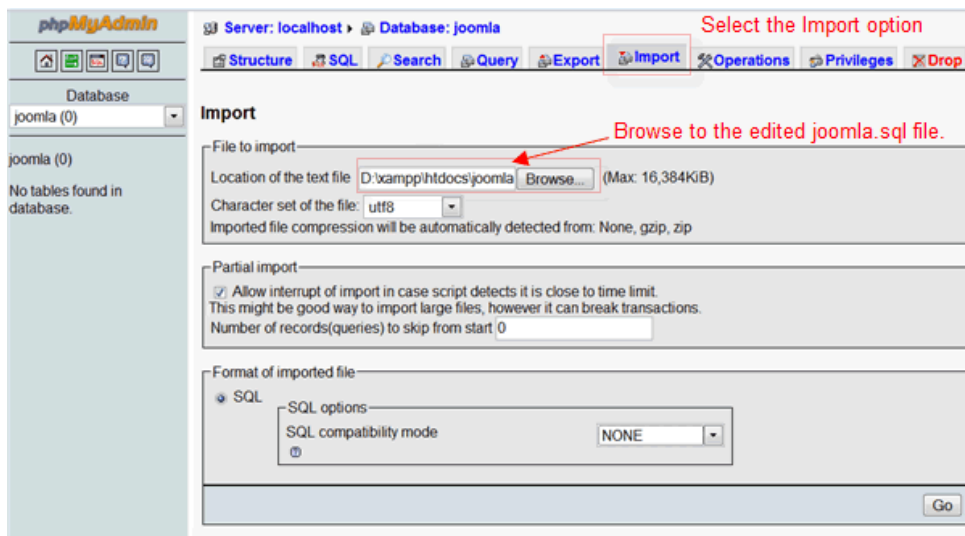 phpMyAdmin
Database
joomla (0)
joomla (0)
No tables found in
database.
Server: localhost Database: joomla
Select the Import option
Structure SQL Search Query Export Import Operations Privileges Drop
Import
Browse to the edited joomla.sql file.
File to import
Location of the text file D:\xampp\htdocs\joomla Browse... (Max: 16,384KiB)
Character set of the file: utf8
Imported file compression will be automatically detected from: None, gzip, zip
Partial import
Allow interrupt of import in case script detects it is close to time limit.
This might be good way to import large files, however it can break transactions.
Number of records(queries) to skip from start 0
Format of imported file
SQL
SQL options
SQL compatibility mode NONE
Go